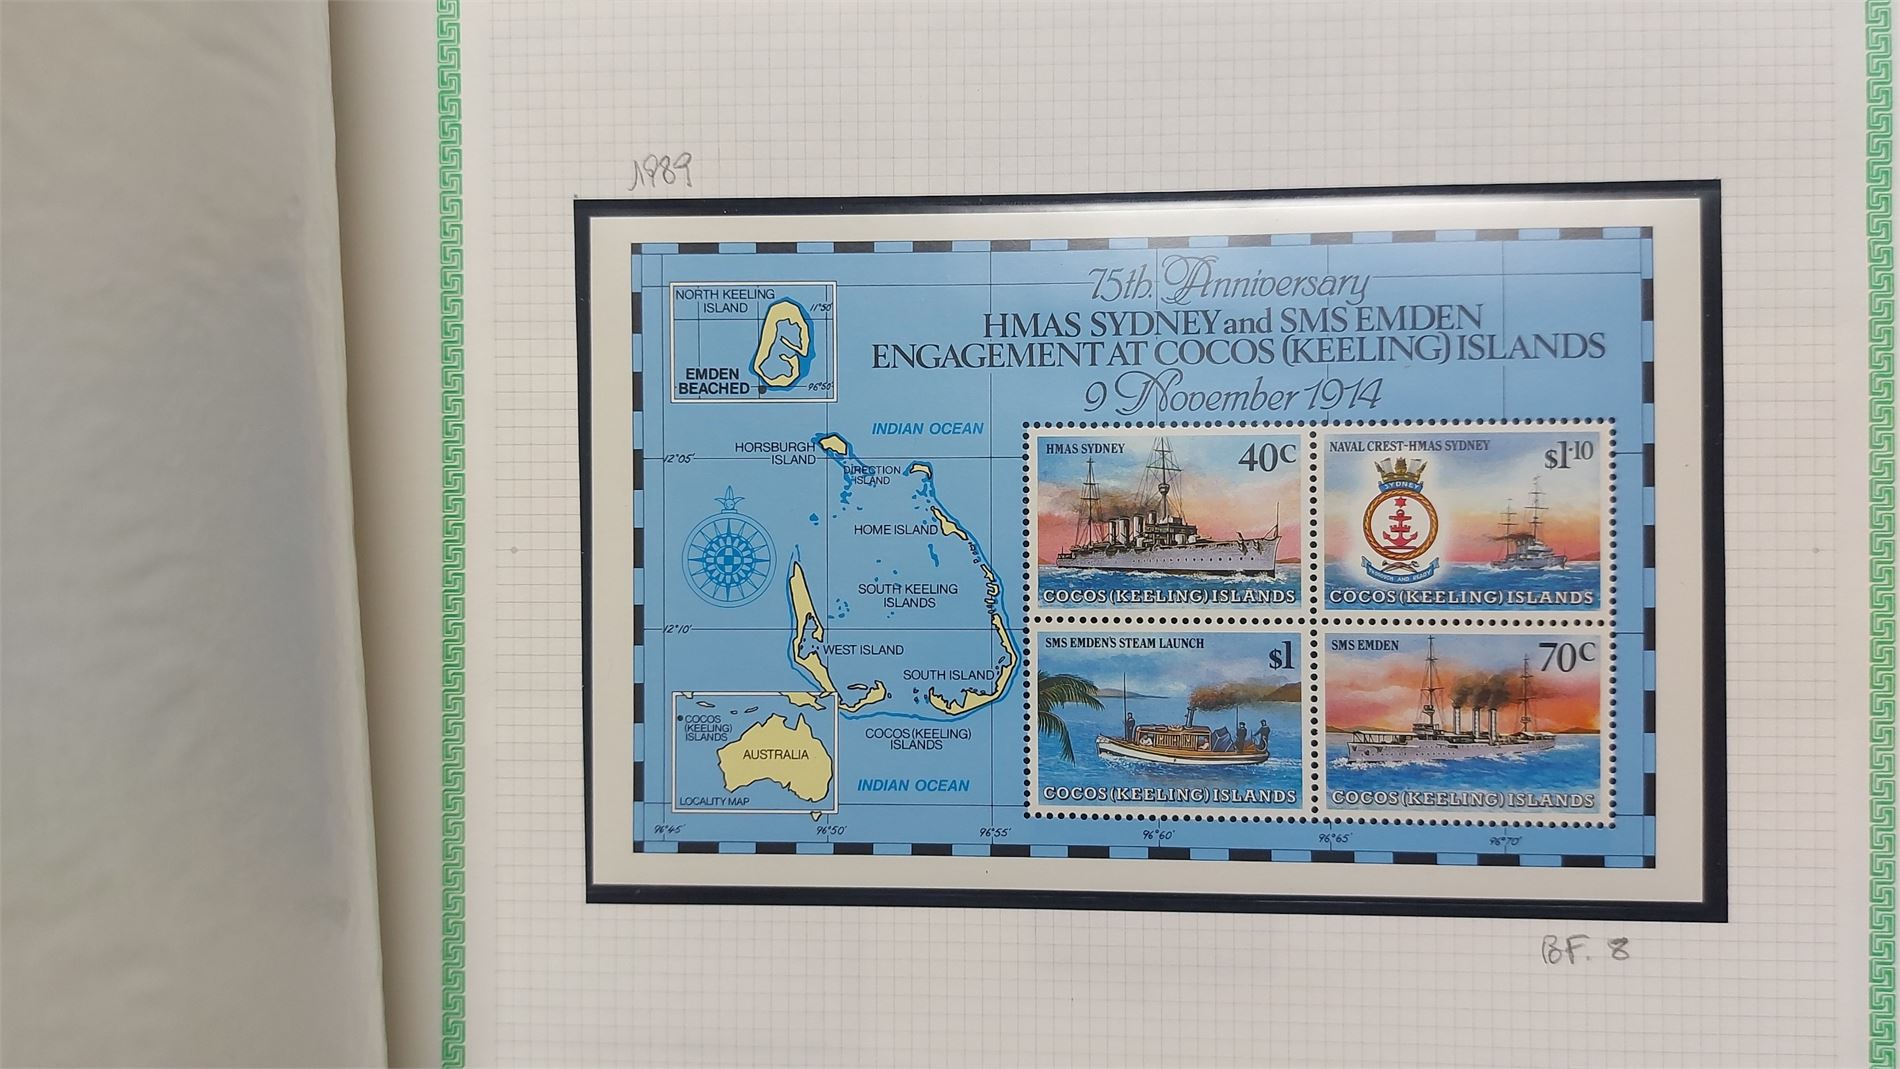 1989
75th Anniversary
HMAS SYDNEY and SMS EMDEN
ENGAGEMENT AT COCOS (KEELING) ISLANDS
9 November 1914
NORTH KEELING
ISLAND
11°50'
EMDEN
BEACHED
96°50'
INDIAN OCEAN
HORSBURGH
ISLAND
12°05'
DIRECTION
ISLAND
HOME ISLAND
SOUTH KEELING
ISLANDS
12°10'
WEST ISLAND
SOUTH ISLAND
COCOS
(KEELING)
ISLANDS
AUSTRALIA
LOCALITY MAP
COCOS (KEELING)
ISLANDS
INDIAN OCEAN
96°45'
96°50'
96°55'
96°60'
96°65'
96°70'
HMAS SYDNEY
40C
COCOS (KEELING) ISLANDS
NAVAL CREST-HMAS SYDNEY
$1·10
SYDNEY
THOROUGH AND READY
COCOS (KEELING) ISLANDS
SMS EMDEN'S STEAM LAUNCH
$1
COCOS (KEELING) ISLANDS
SMS EMDEN
70C
COCOS (KEELING) ISLANDS
BF. 8